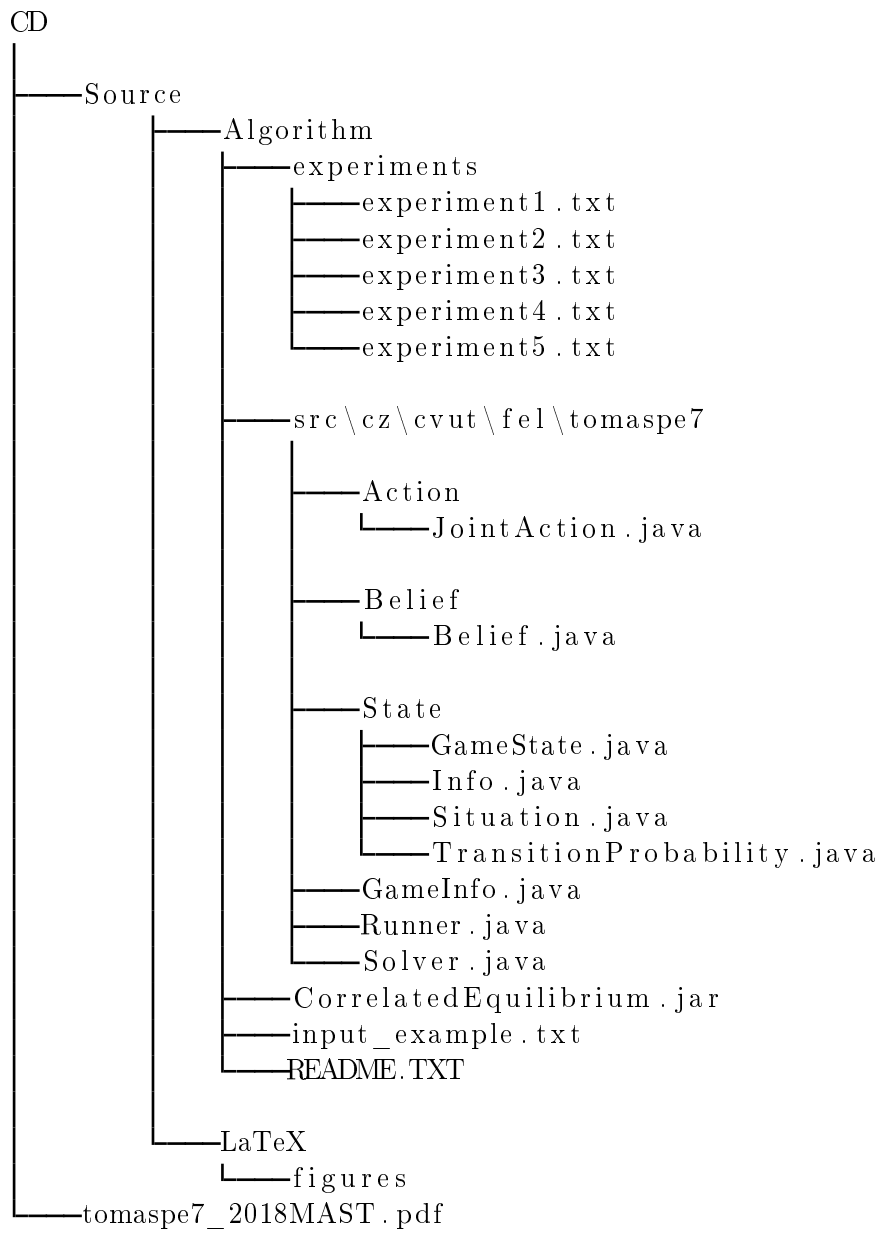 CD
Source
Algorithm
experiments
experiment1.txt
experiment2.txt
experiment3.txt
experiment4.txt
experiment5.txt
src\cz\cvut\fel\tomaspe7
Action
JointAction.java
Belief
Belief.java
State
GameState.java
Info.java
Situation.java
TransitionProbability.java
GameInfo.java
Runner.java
Solver.java
CorrelatedEquilibrium.jar
input_example.txt
README.TXT
LaTeX
figures
tomaspe7_2018MAST.pdf